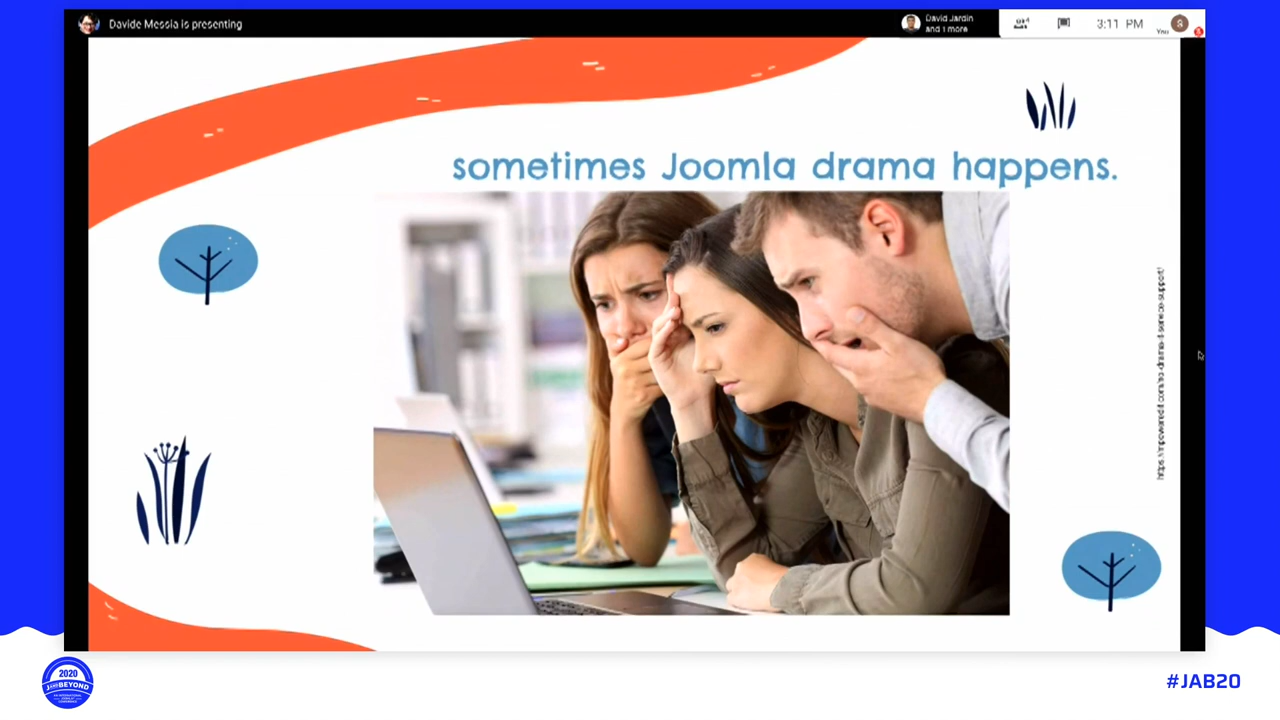 Davide Messia is presenting
David Jardin
and 1 more
3:11 PM
You
S
sometimes Joomla drama happens.
2020
JANDBEYOND
#JAB20